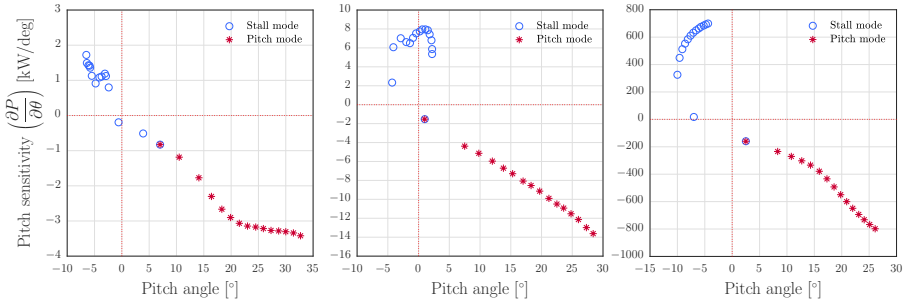 Pitch sensitivity (∂P/∂θ) [kW/deg]
3
2
1
0
−1
−2
−3
−4
−10 −5 0 5 10 15 20 25 30 35
Pitch angle [°]
Stall mode
Pitch mode
10
8
6
4
2
0
−2
−4
−6
−8
−10
−12
−14
−16
−10 −5 0 5 10 15 20 25 30
Pitch angle [°]
Stall mode
Pitch mode
800
600
400
200
0
−200
−400
−600
−800
−1000
−15 −10 −5 0 5 10 15 20 25 30
Pitch angle [°]
Stall mode
Pitch mode